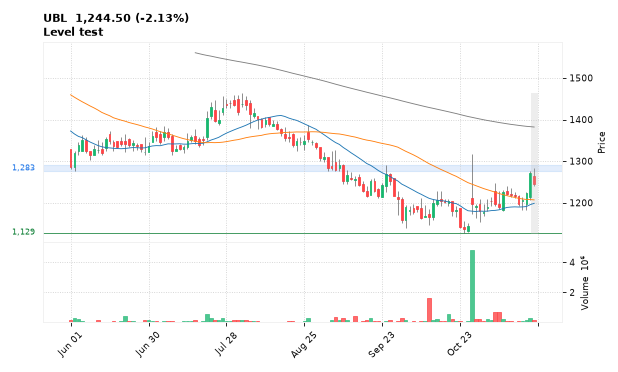 UBL 1,244.50 (-2.13%)
Level test
1500
1400
1300
1200
Price
1,283
1,129
4
2
Volume 10⁶
Jun 01
Jun 30
Jul 28
Aug 25
Sep 23
Oct 23